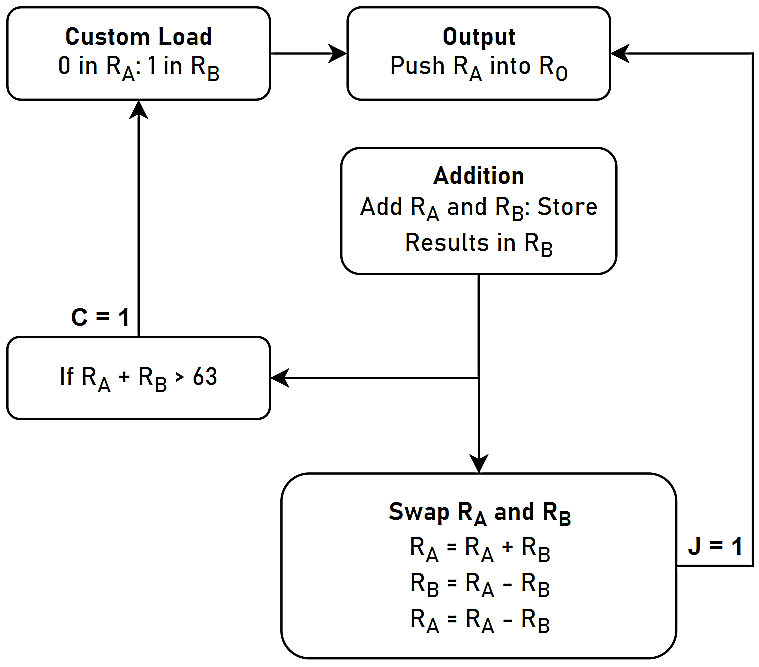 Custom Load
0 in RA: 1 in RB
Output
Push RA into RO
Addition
Add RA and RB: Store
Results in RB
C = 1
If RA + RB > 63
Swap RA and RB
RA = RA + RB
RB = RA - RB
RA = RA - RB
J = 1